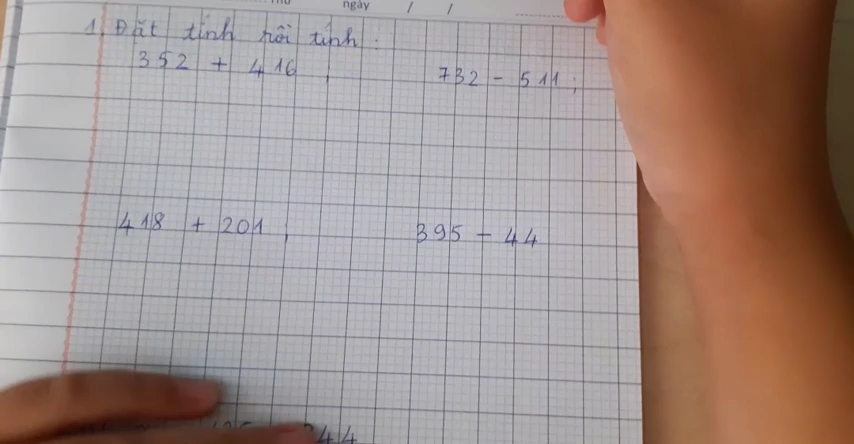 ngày / /
1. Đặt tính rồi tính :
352 + 416 ; 732 - 511 ;
418 + 201 ; 395 - 44